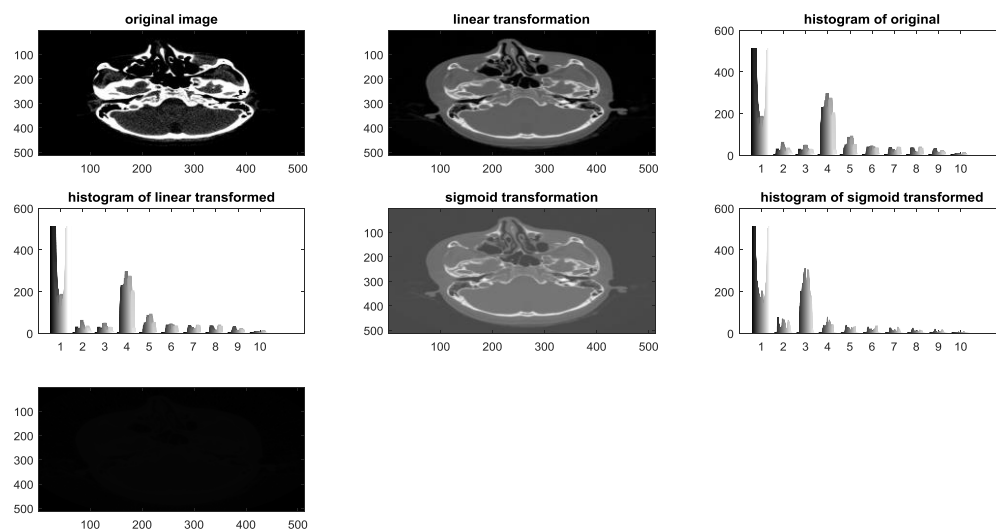 original image
100
200
300
400
500
100 200 300 400 500
linear transformation
100
200
300
400
500
100 200 300 400 500
histogram of original
600
400
200
0
1 2 3 4 5 6 7 8 9 10
histogram of linear transformed
600
400
200
0
1 2 3 4 5 6 7 8 9 10
sigmoid transformation
100
200
300
400
500
100 200 300 400 500
histogram of sigmoid transformed
600
400
200
0
1 2 3 4 5 6 7 8 9 10
100
200
300
400
500
100 200 300 400 500